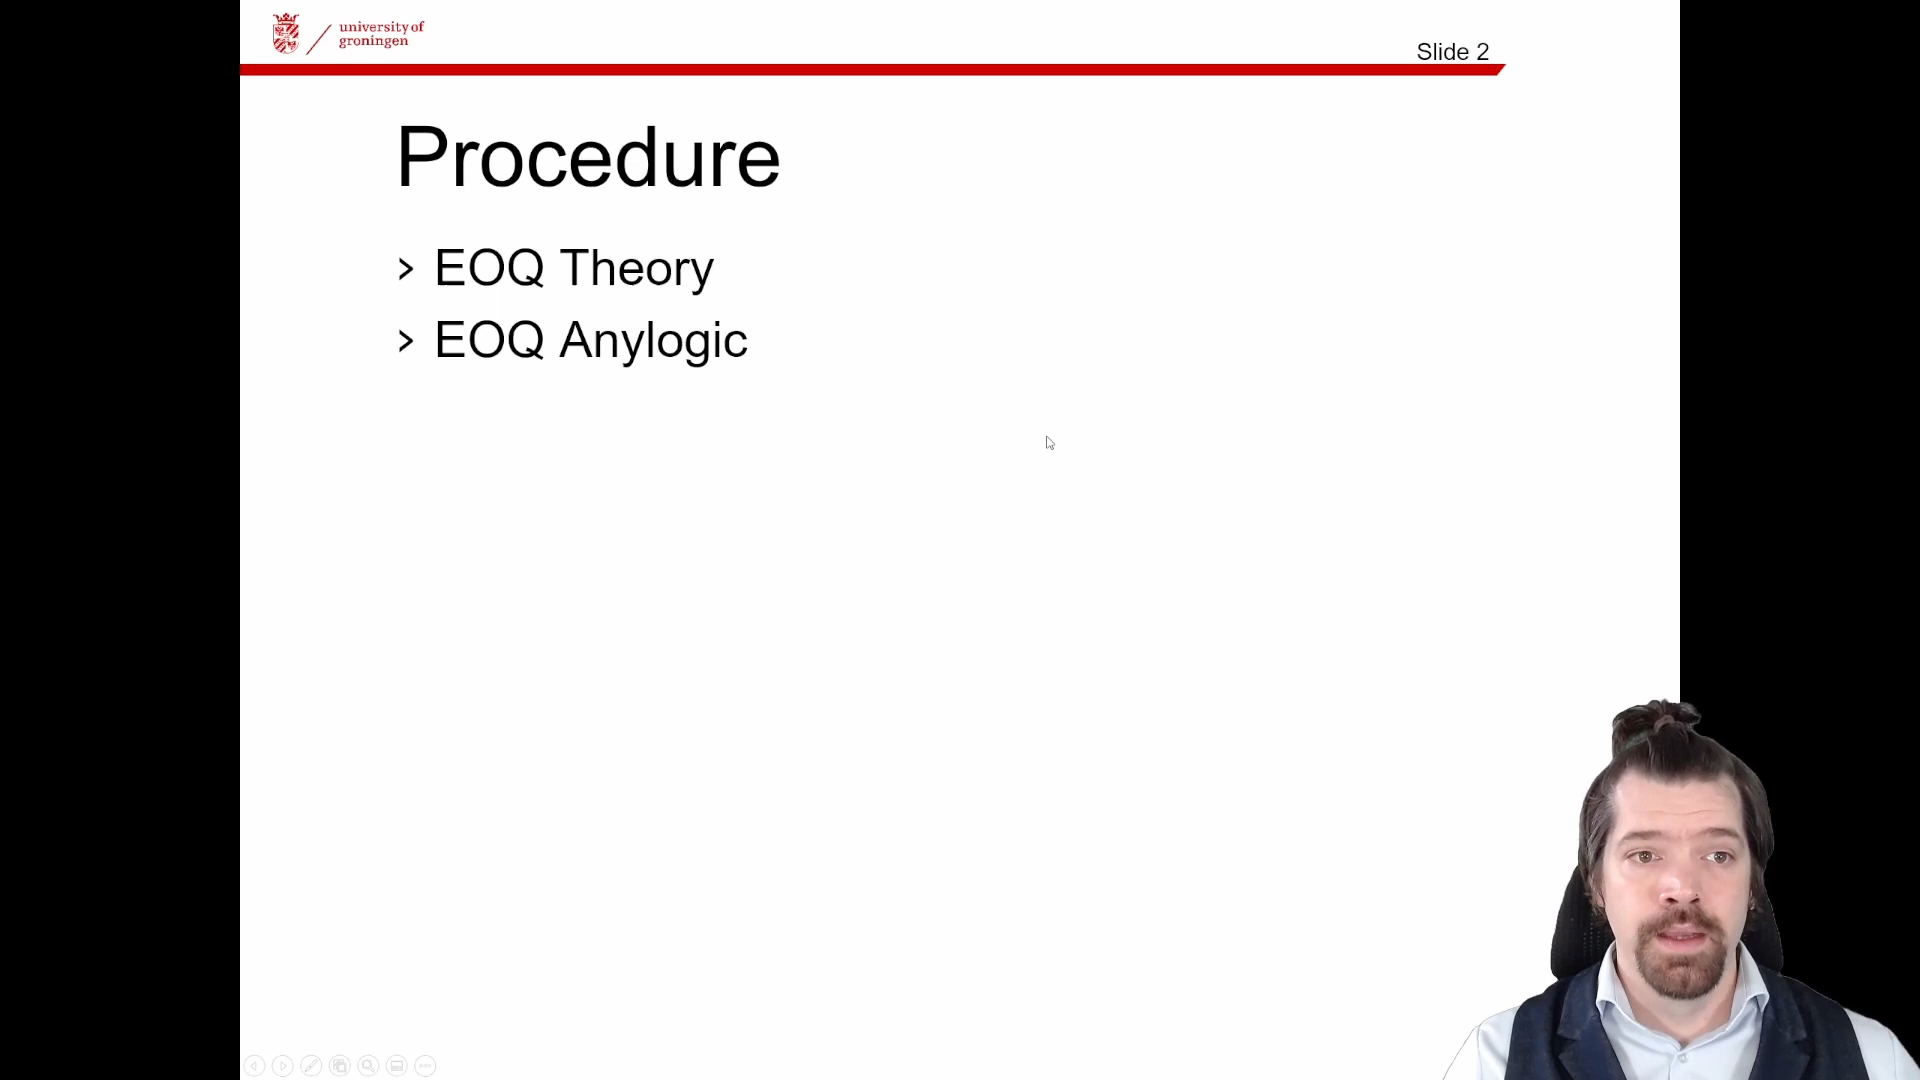 university of
groningen
Slide 2
Procedure
› EOQ Theory
› EOQ Anylogic